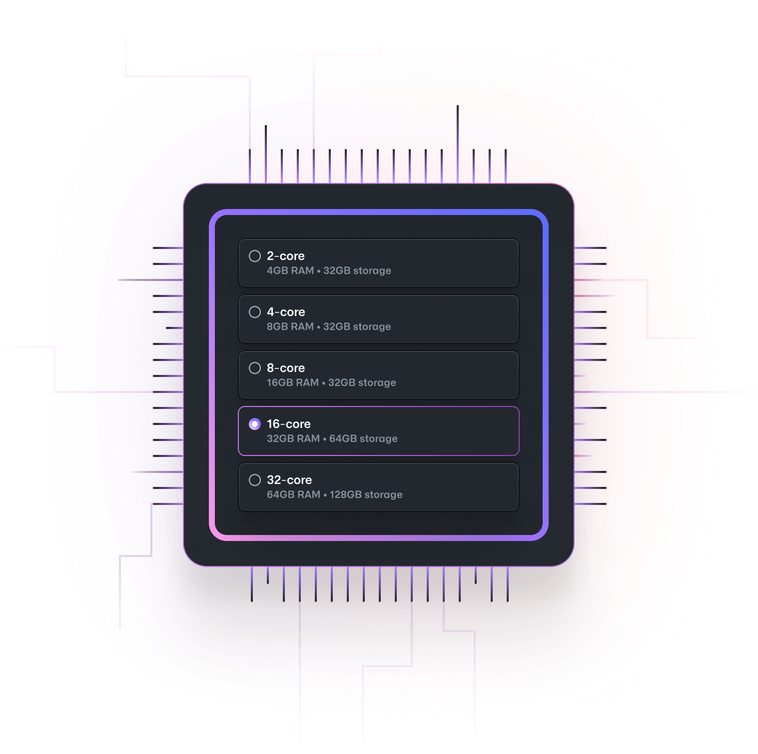 2-core
4GB RAM • 32GB storage
4-core
8GB RAM • 32GB storage
8-core
16GB RAM • 32GB storage
16-core
32GB RAM • 64GB storage
32-core
64GB RAM • 128GB storage